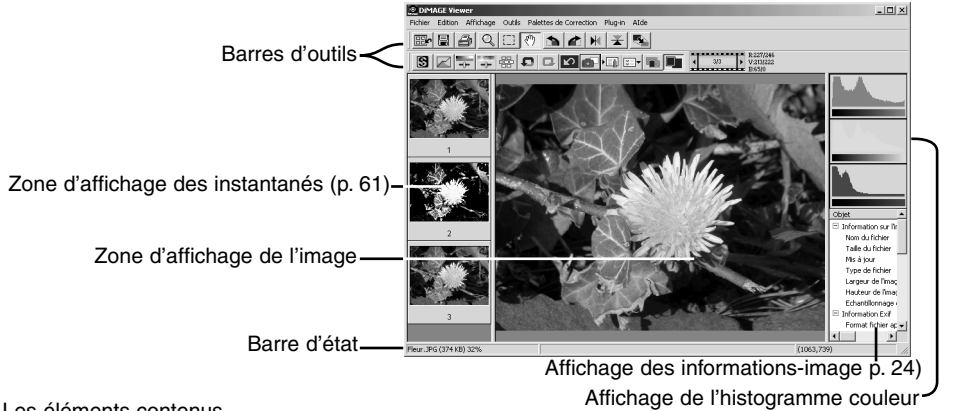 DiMAGE Viewer
Fichier Edition Affichage Outils Palettes de Correction Plug-in AIde
Barres d'outils
3/3
R:227/246
V:213/222
B:65/0
1
Zone d'affichage des instantanés (p. 61)
2
Zone d'affichage de l'image
3
Objet
Information sur l'in
Nom du fichier
Taille du fichier
Mis à jour
Type de fichier
Largeur de l'imag
Hauteur de l'imag
Echantillonnage
Information Exif
Format fichier ap
Barre d'état
Fleur.JPG (374 KB) 32%
(1063,739)
Affichage des informations-image p. 24)
Affichage de l'histogramme couleur
Les éléments contenus